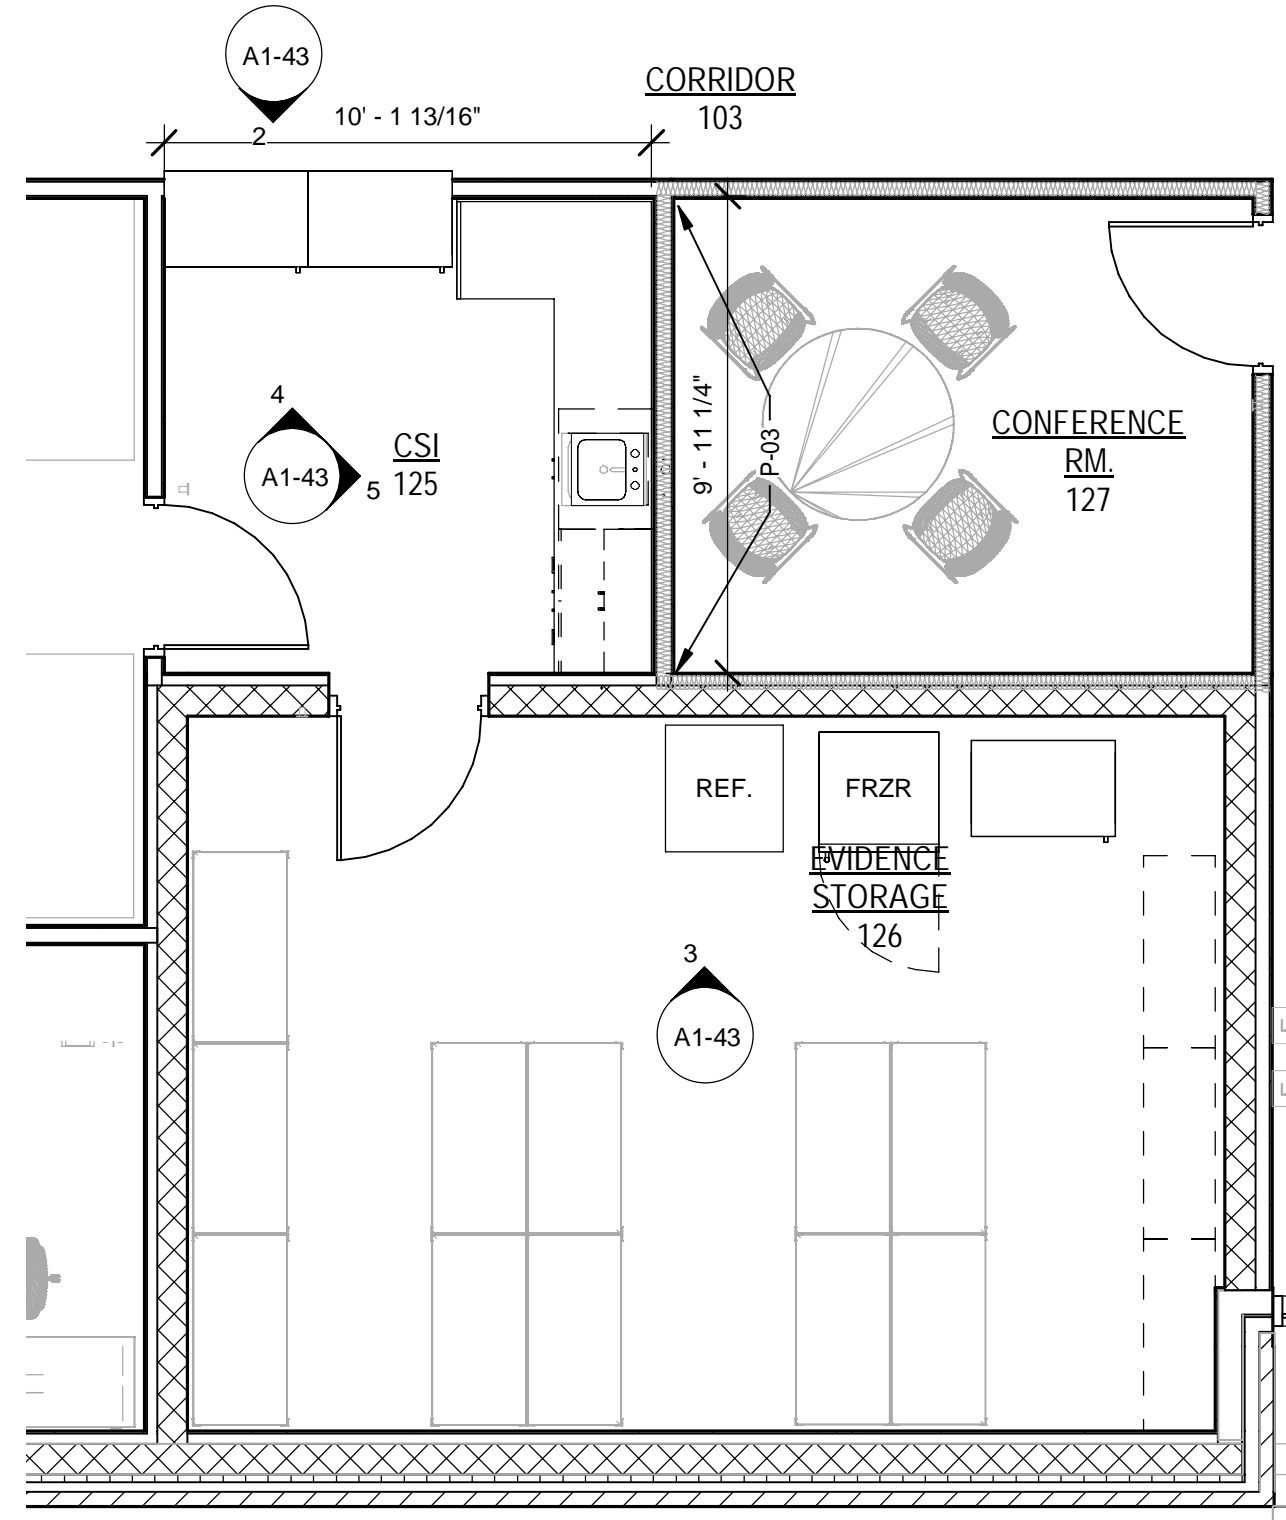 A1-43
2
10' - 1 13/16"
CORRIDOR
103
4
A1-43
5
CSI
125
9' - 11 1/4"
P-03
CONFERENCE
RM.
127
REF.
FRZR
EVIDENCE
STORAGE
126
3
A1-43